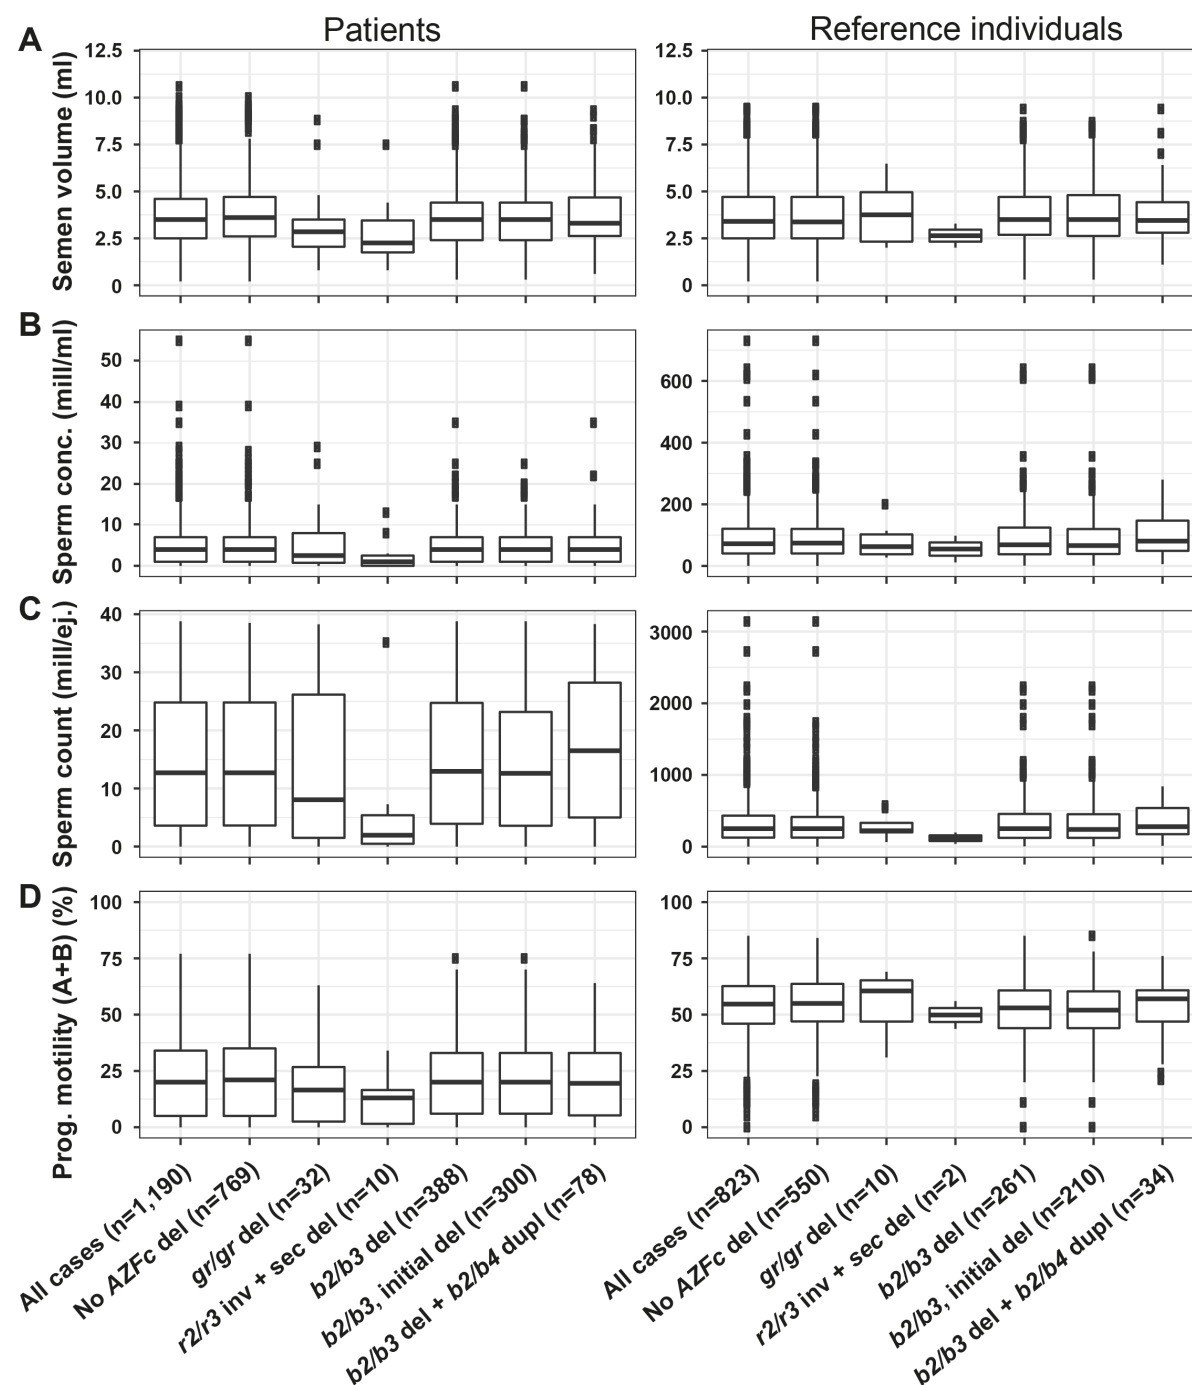 Patients
Reference individuals
A
Semen volume (ml)
12.5
10.0
7.5
5.0
2.5
0
12.5
10.0
7.5
5.0
2.5
0
B
Sperm conc. (mill/ml)
50
40
30
20
10
0
600
400
200
0
C
Sperm count (mill/ej.)
40
30
20
10
0
3000
2000
1000
0
D
Prog. motility (A+B) (%)
100
75
50
25
0
100
75
50
25
0
All cases (n=1,190)
No AZFc del (n=769)
gr/gr del (n=32)
r2/r3 inv + sec del (n=10)
b2/b3 del (n=388)
b2/b3, initial del (n=300)
b2/b3 del + b2/b4 dupl (n=78)
All cases (n=823)
No AZFc del (n=550)
gr/gr del (n=10)
r2/r3 inv + sec del (n=2)
b2/b3 del (n=261)
b2/b3, initial del (n=210)
b2/b3 del + b2/b4 dupl (n=34)